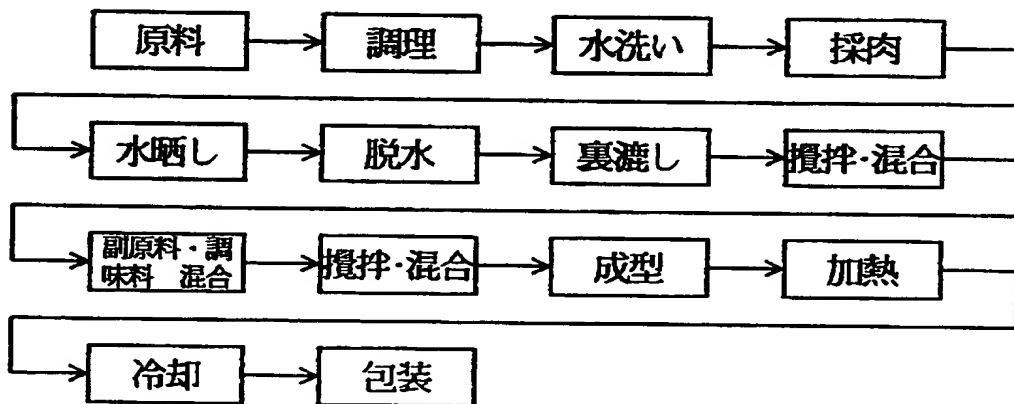 原料
調理
水洗い
採肉
水晒し
脱水
裏漉し
攪拌·混合
副原料・調
味料 混合
攪拌·混合
成型
加熱
冷却
包装